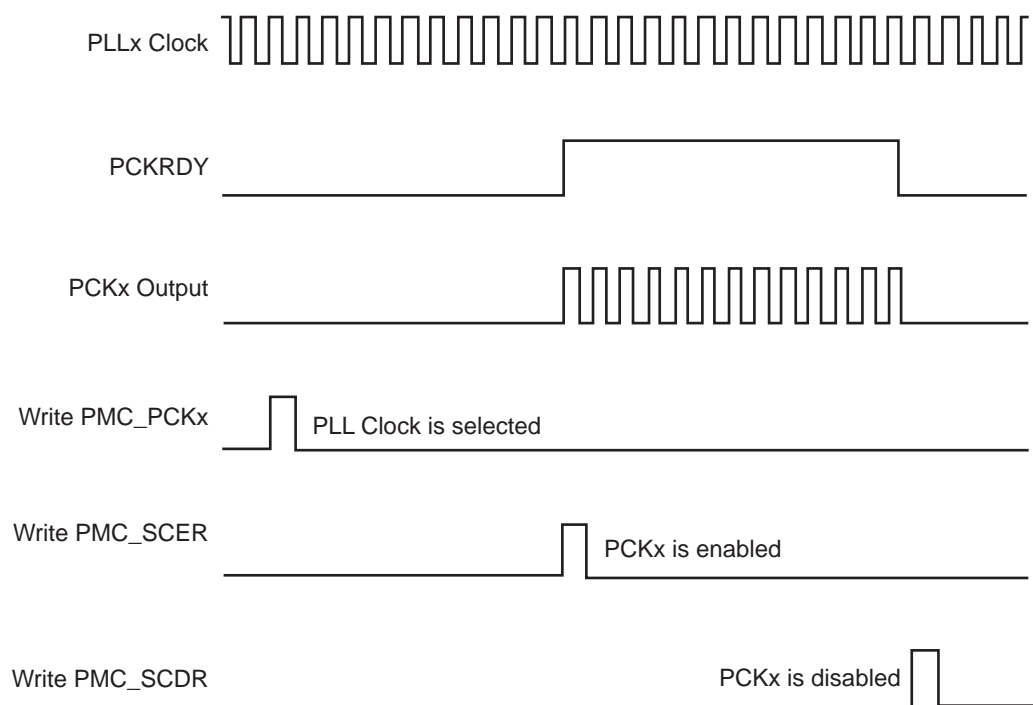 PLLx Clock
PCKRDY
PCKx Output
Write PMC_PCKx
PLL Clock is selected
Write PMC_SCER
PCKx is enabled
Write PMC_SCDR
PCKx is disabled